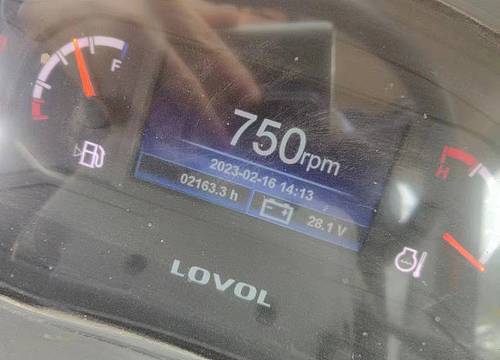 F
H
750rpm
2023-02-16 14:13
02163.3 h
28.1 V
LOVOL